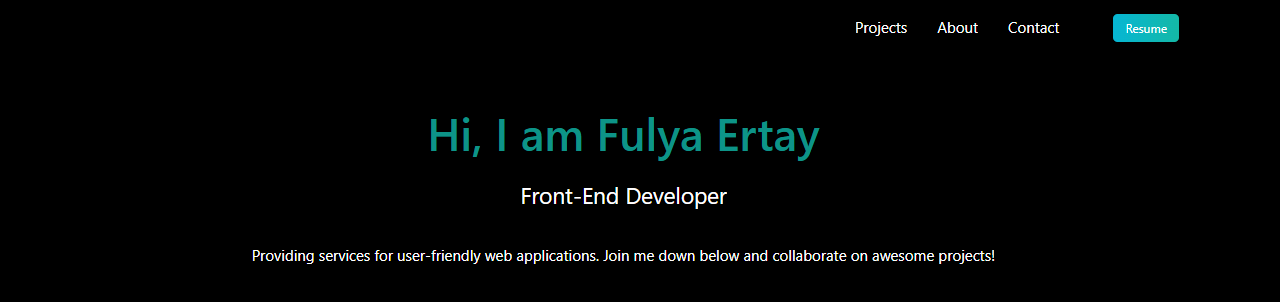 Projects About Contact Resume
Hi, I am Fulya Ertay
Front-End Developer
Providing services for user-friendly web applications. Join me down below and collaborate on awesome projects!